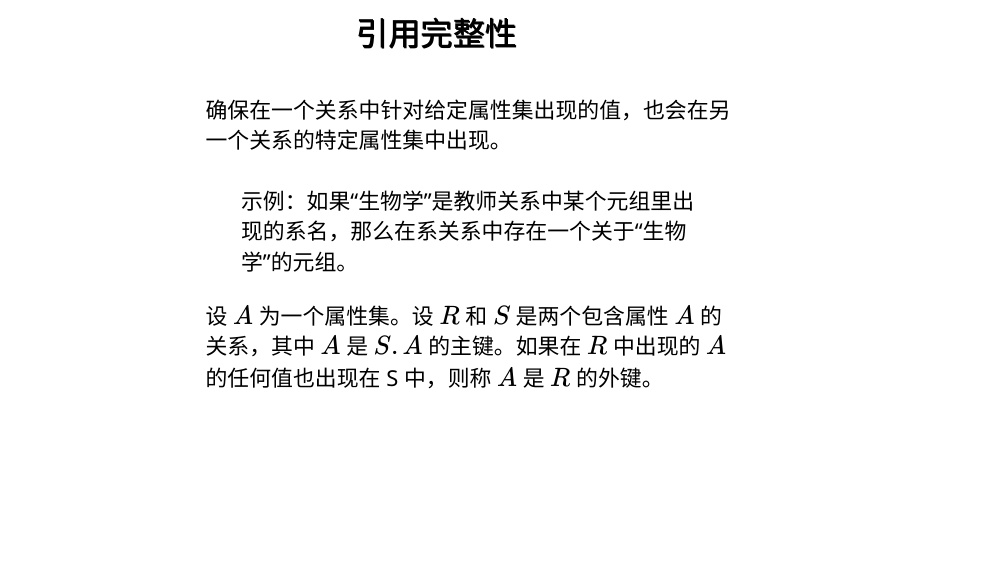 引用完整性
确保在一个关系中针对给定属性集出现的值，也会在另
一个关系的特定属性集中出现。
示例：如果“生物学”是教师关系中某个元组里出
现的系名，那么在系关系中存在一个关于“生物
学”的元组。
设 A 为一个属性集。设 R 和 S 是两个包含属性 A 的
关系，其中 A 是 S. A 的主键。如果在 R 中出现的 A
的任何值也出现在 S 中，则称 A 是 R 的外键。